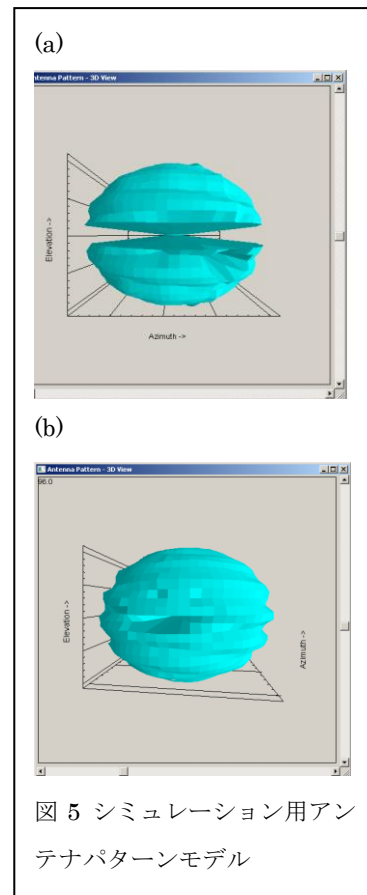 (a)
Antenna Pattern - 3D View
Elevation ->
Azimuth ->
(b)
Antenna Pattern - 3D View
96.0
Elevation ->
Azimuth ->
図 5 シミュレーション用アン
テナパターンモデル